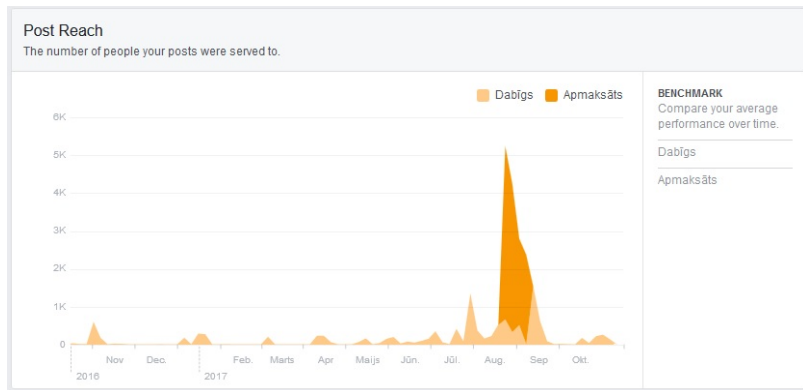 Post Reach
The number of people your posts were served to.
Dabīgs
Apmaksāts
6K
5K
4K
3K
2K
1K
0
Nov
Dec.
Feb.
Marts
Apr
Maijs
Jūn.
Jūl.
Aug.
Sep
Okt.
2016
2017
BENCHMARK
Compare your average
performance over time.
Dabīgs
Apmaksāts